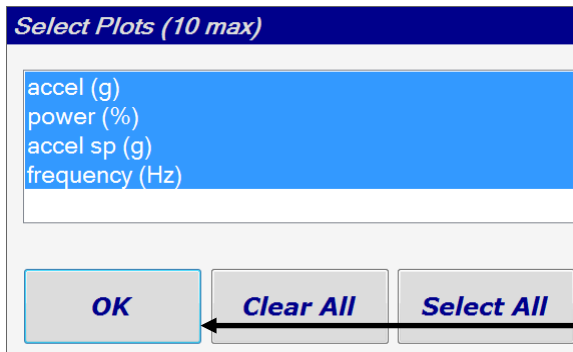 Select Plots (10 max)
accel (g)
power (%)
accel sp (g)
frequency (Hz)
OK Clear All Select All